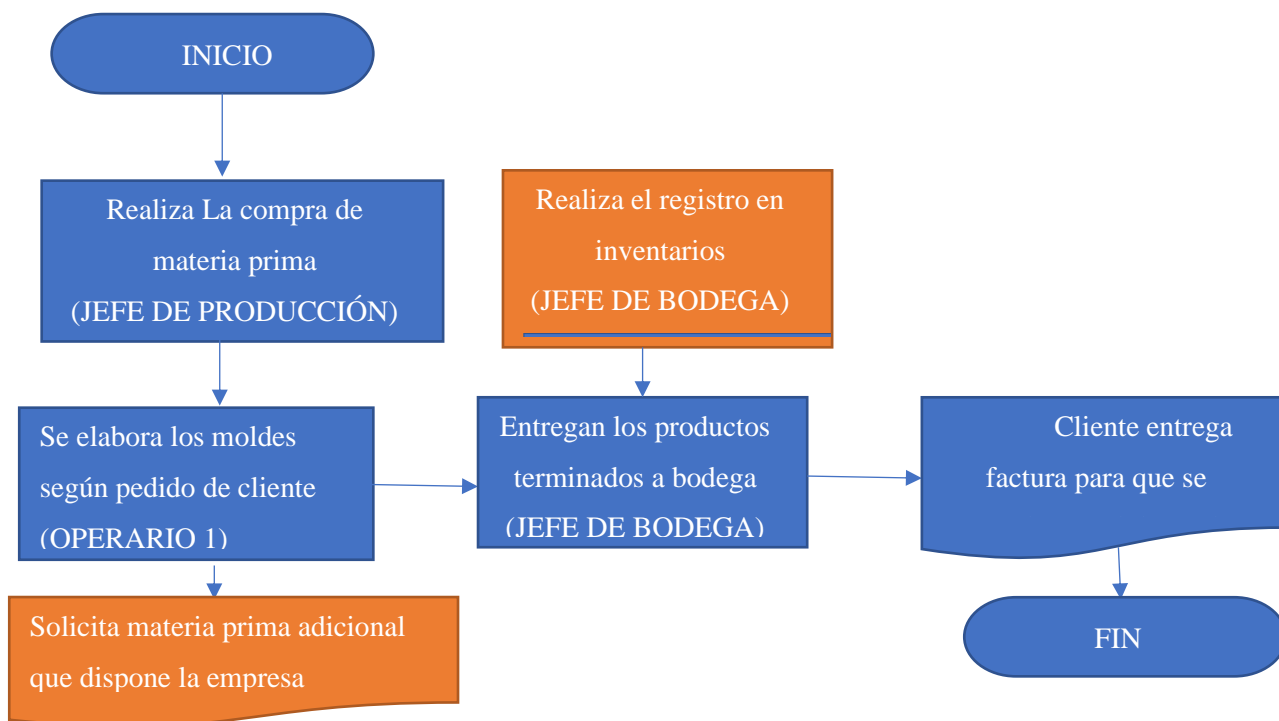 INICIO
Realiza La compra de
materia prima
(JEFE DE PRODUCCIÓN)
Realiza el registro en
inventarios
(JEFE DE BODEGA)
Se elabora los moldes
según pedido de cliente
(OPERARIO 1)
Entregan los productos
terminados a bodega
(JEFE DE BODEGA)
Cliente entrega
factura para que se
Solicita materia prima adicional
que dispone la empresa
FIN